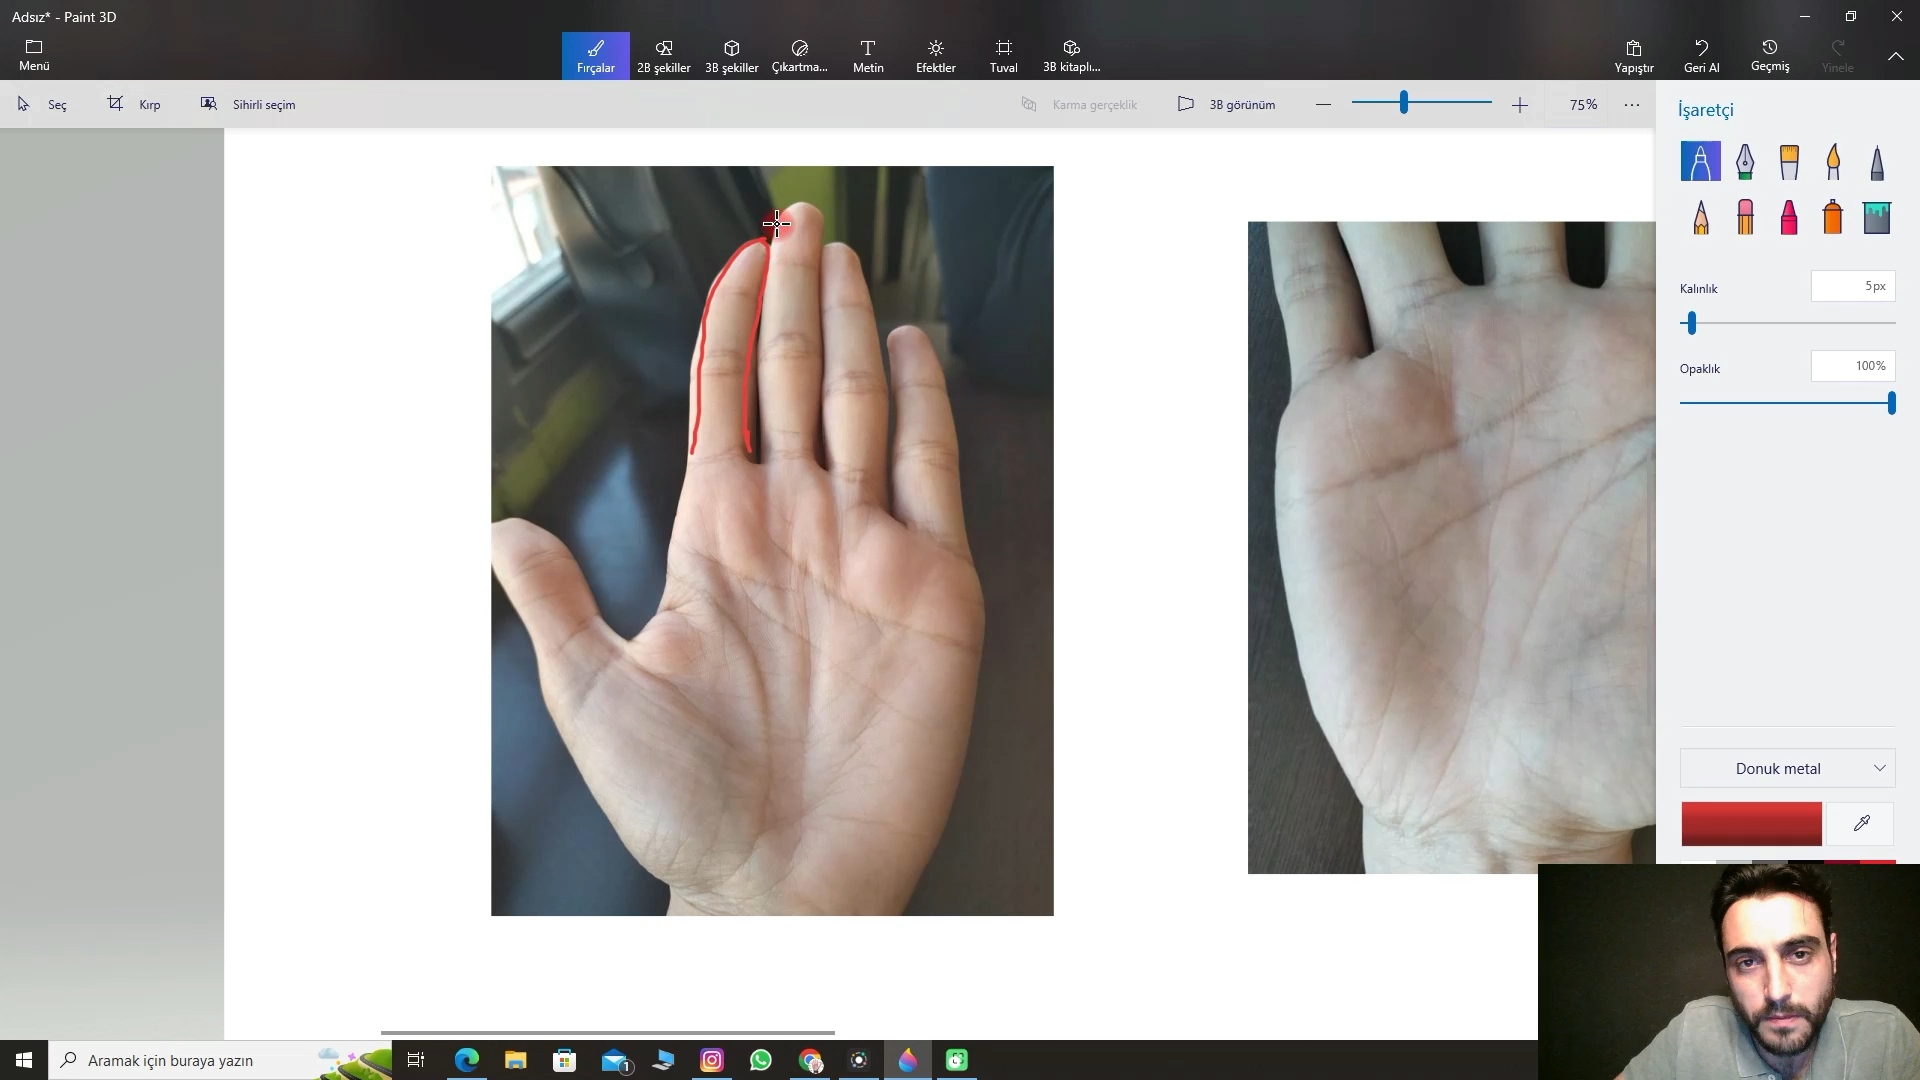 Adsız* - Paint 3D
Menü
Fırçalar
2B şekiller
3B şekiller
Çıkartma...
Metin
Efektler
Tuval
3B kitaplı...
Yapıştır
Geri Al
Geçmiş
Yinele
Seç
Kırp
Sihirli seçim
Karma gerçeklik
3B görünüm
75%
İşaretçi
Kalınlık
5px
Opaklık
100%
Donuk metal
Aramak için buraya yazın
1